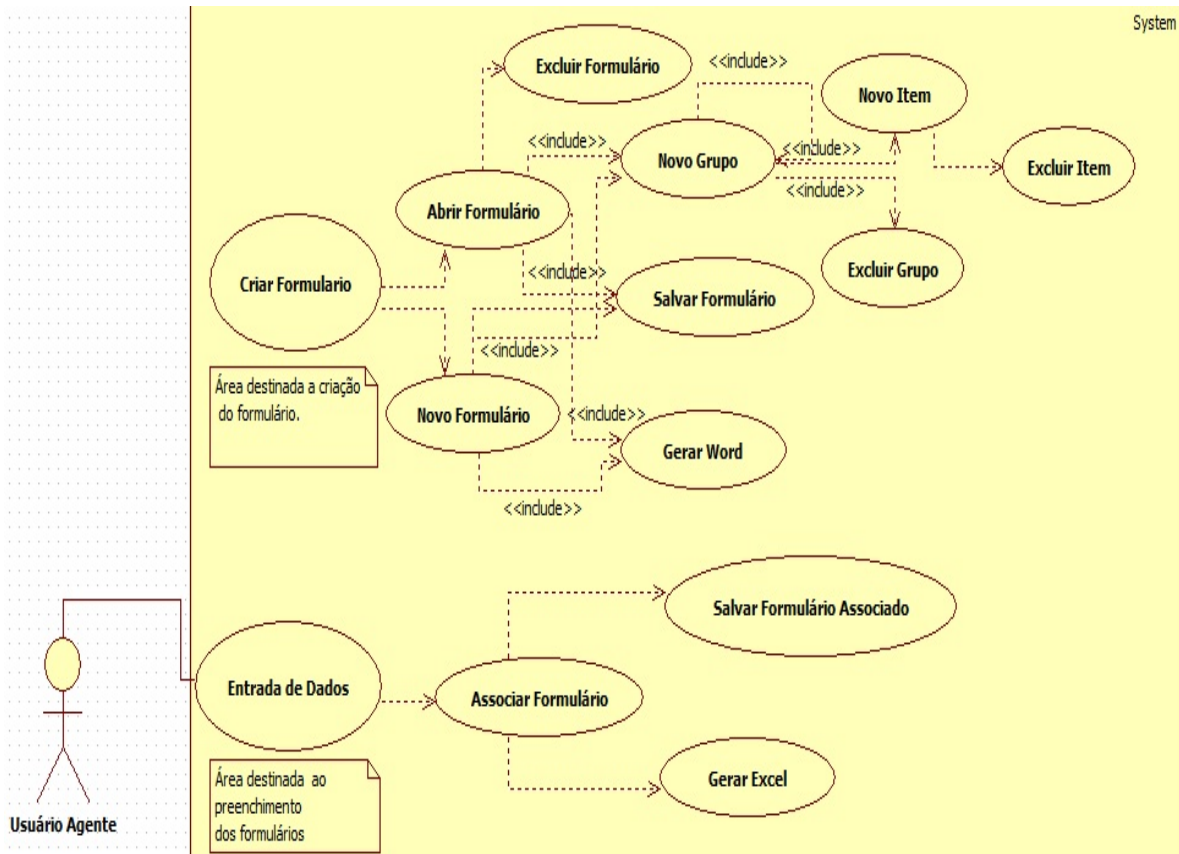 System
Excluir Formulário
<<include>>
Novo Item
<<include>>
Novo Grupo
<<include>>
Excluir Item
<<include>>
Abrir Formulário
Excluir Grupo
<<include>>
Criar Formulario
Salvar Formulário
<<include>>
Área destinada a criação
do formulário.
Novo Formulário
<<include>>
Gerar Word
<<include>>
Salvar Formulário Associado
Entrada de Dados
Associar Formulário
Gerar Excel
Área destinada ao
preenchimento
dos formulários
Usuário Agente